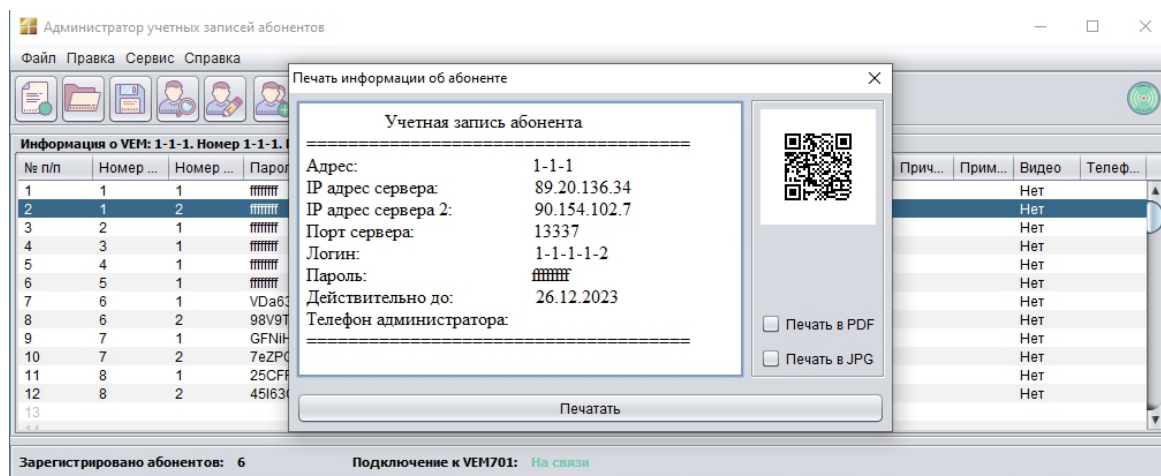 Администратор учетных записей абонентов
Файл Правка Сервис Справка
Печать информации об абоненте
Учетная запись абонента
=====================================
Адрес: 1-1-1
IP адрес сервера: 89.20.136.34
IP адрес сервера 2: 90.154.102.7
Порт сервера: 13337
Логин: 1-1-1-1-2
Пароль: ffffffff
Действительно до: 26.12.2023
Телефон администратора:
=====================================
Печать в PDF
Печать в JPG
Печатать
Информация о VEM: 1-1-1. Номер 1-1-1.
№ п/п Номер ... Номер ... Прич... Прим... Видео Телеф...
1 1 1 ffffffff Нет
2 1 2 ffffffff Нет
3 2 1 ffffffff Нет
4 3 1 ffffffff Нет
5 4 1 ffffffff Нет
6 5 1 ffffffff Нет
7 6 1 Нет
8 6 2 Нет
9 7 1 Нет
10 7 2 Нет
11 8 1 Нет
12 8 2 Нет
13
Зарегистрировано абонентов: 6 Подключение к VEM701: На связи